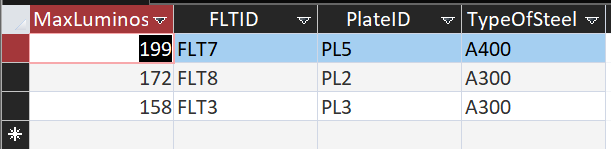 MaxLuminos FLTID PlateID TypeOfSteel
199 FLT7 PL5 A400
172 FLT8 PL2 A300
158 FLT3 PL3 A300